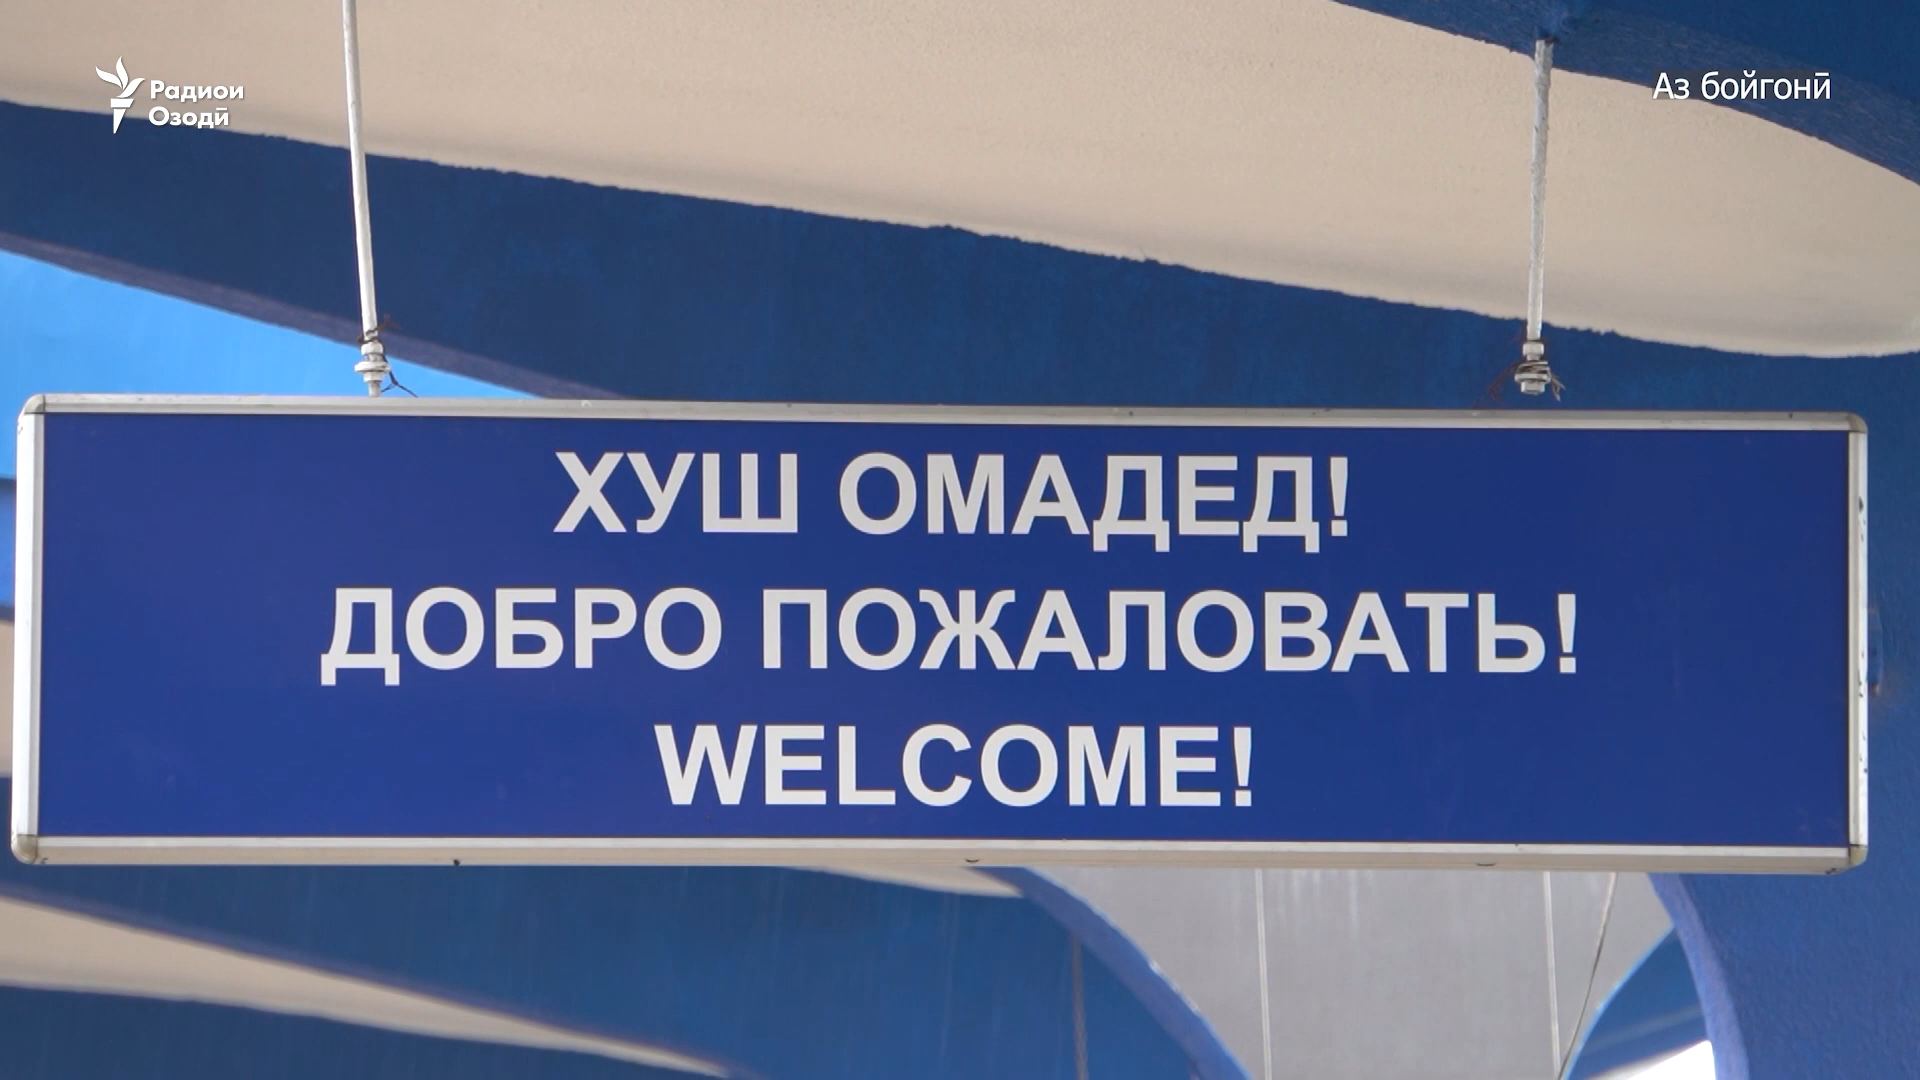 Радиои
Озодӣ
Аз бойгонӣ
ХУШ ОМАДЕД!
ДОБРО ПОЖАЛОВАТЬ!
WELCOME!